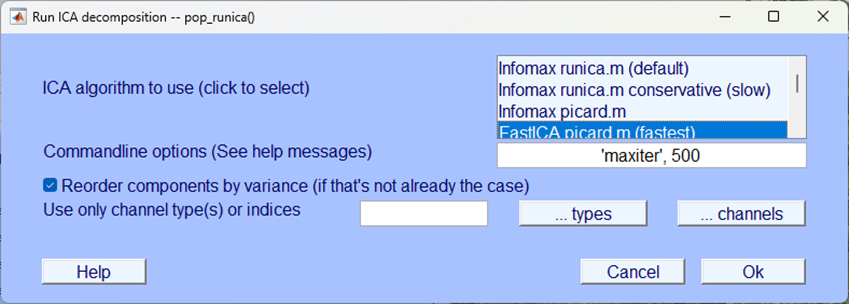 Run ICA decomposition -- pop_runica()
ICA algorithm to use (click to select)
Infomax runica.m (default)
Infomax runica.m conservative (slow)
Infomax picard.m
FastICA picard.m (fastest)
Commandline options (See help messages)
'maxiter', 500
Reorder components by variance (if that's not already the case)
Use only channel type(s) or indices
... types
... channels
Help
Cancel
Ok